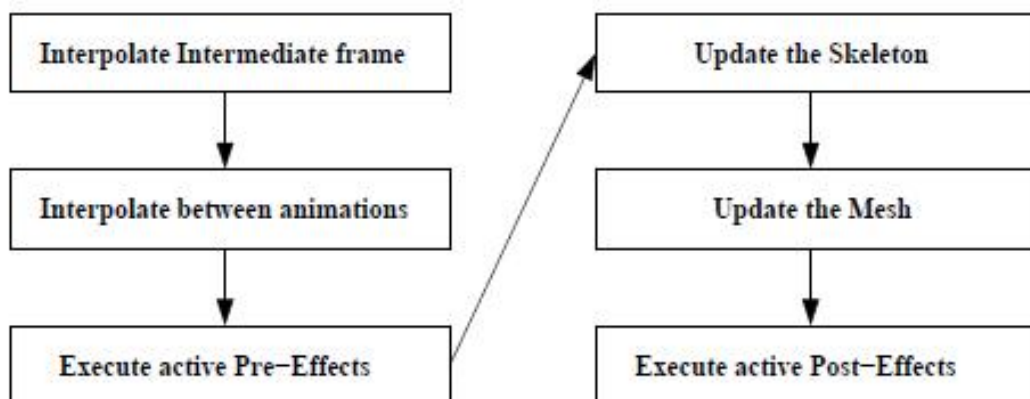 Interpolate Intermediate frame
Interpolate between animations
Execute active Pre−Effects
Update the Skeleton
Update the Mesh
Execute active Post−Effects